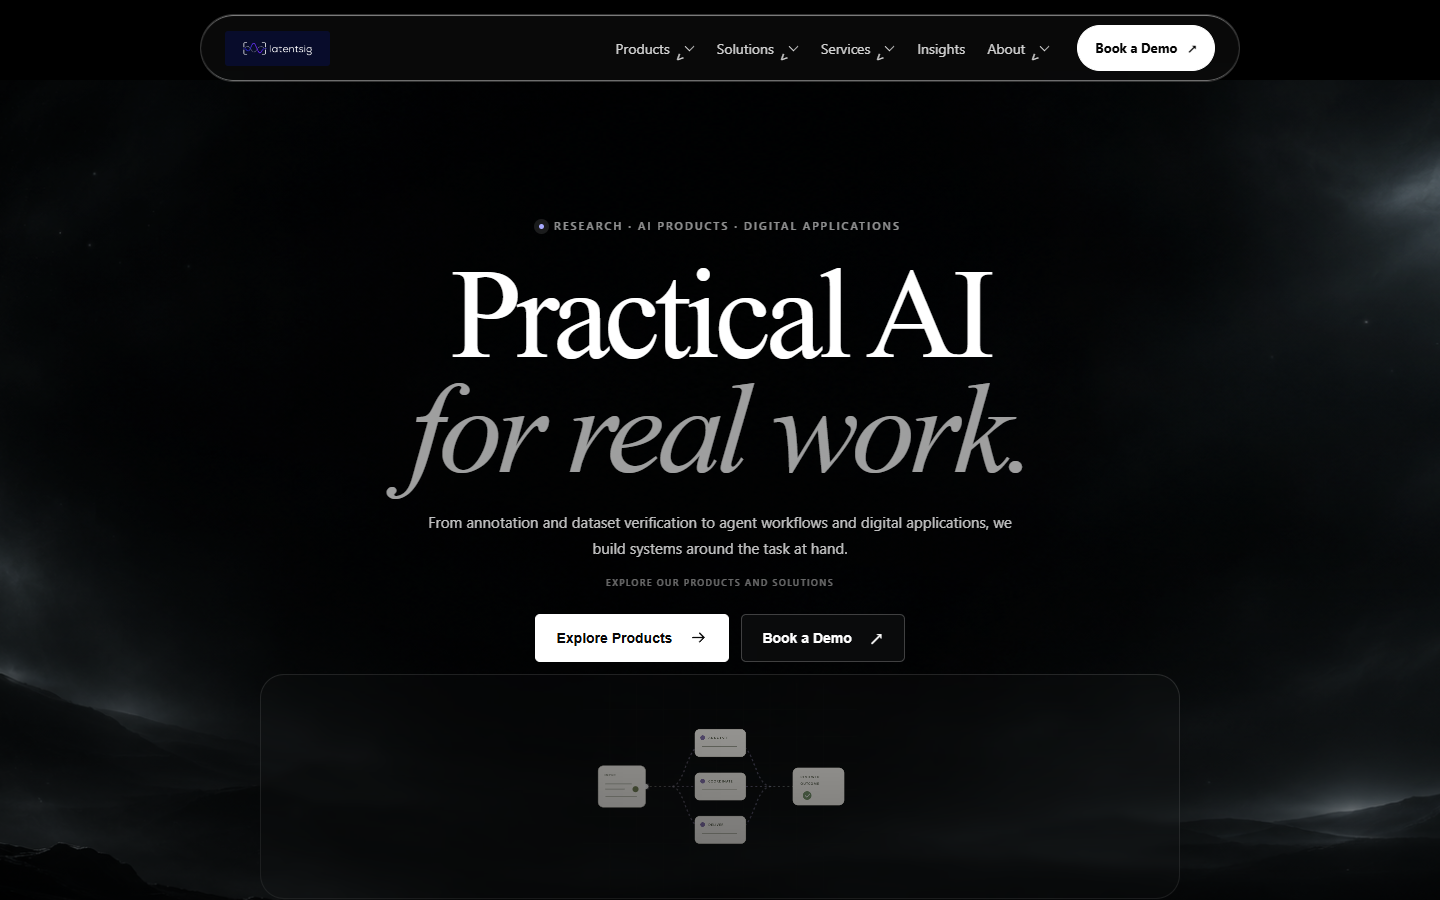 latentsig
Products
Solutions
Services
Insights
About
Book a Demo ↗
RESEARCH · AI PRODUCTS · DIGITAL APPLICATIONS
Practical AI
for real work.
From annotation and dataset verification to agent workflows and digital applications, we
build systems around the task at hand.
EXPLORE OUR PRODUCTS AND SOLUTIONS
Explore Products →
Book a Demo ↗
COORDINATE
OUTCOME